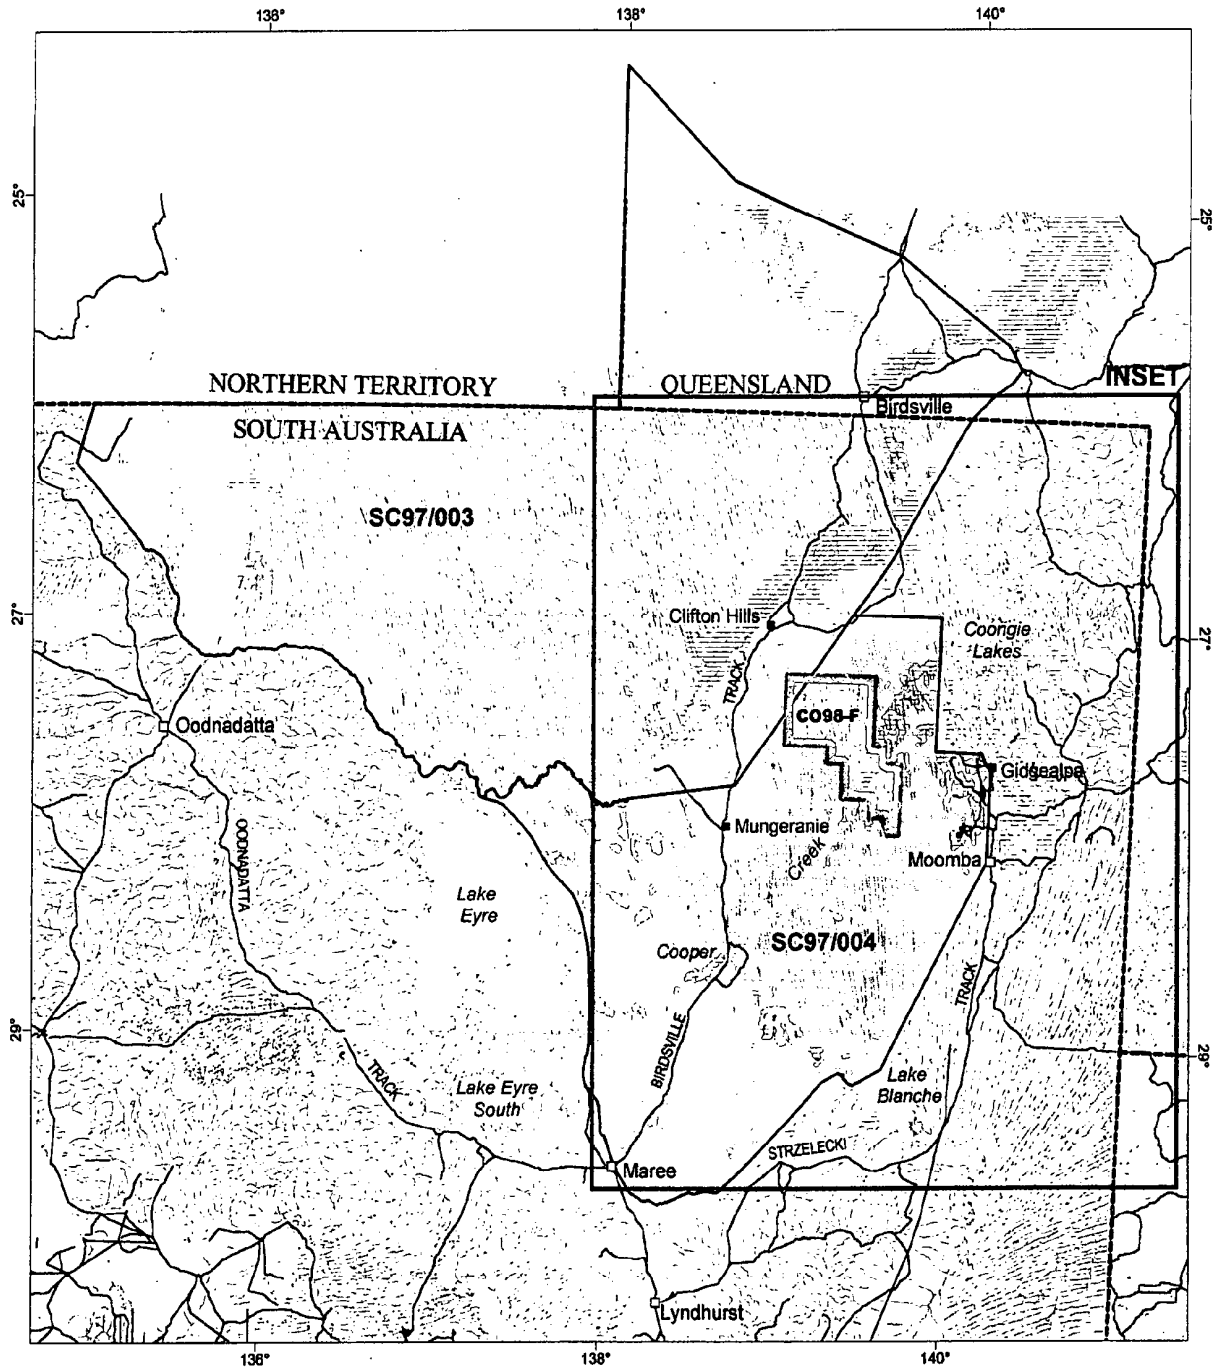 138°
138°
140°
25°
25°
INSET
NORTHERN TERRITORY
QUEENSLAND
Birdsville
SOUTH AUSTRALIA
SC97/003
27°
Clifton Hills
Coongie
Lakes
27°
TRACK
CO98-F
Oodnadatta
Gidgealpa
Mungeranie
OODNADATTA
Creek
Moomba
Lake
Eyre
SC97/004
Cooper
TRACK
29°
BIRDSVILLE
29°
TRACK
Lake Eyre
South
Lake
Blanche
STRZELECKI
Maree
Lyndhurst
136°
138°
140°